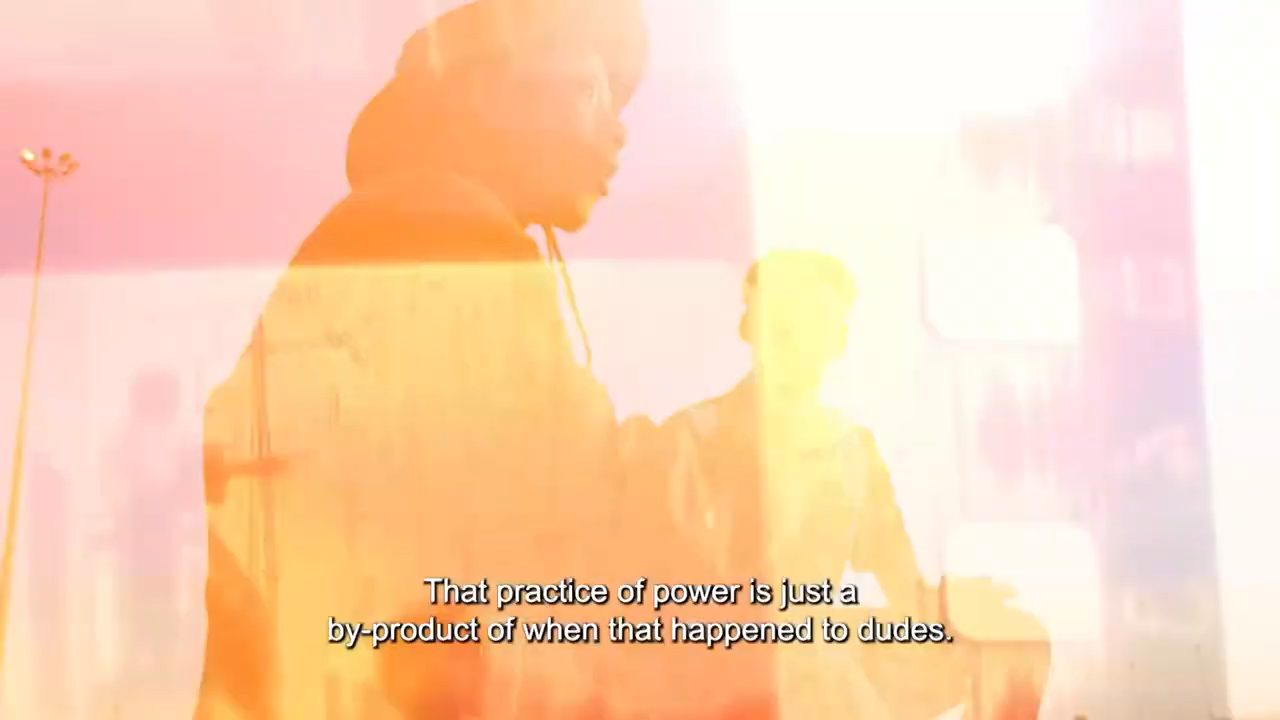 That practice of power is just a
by-product of when that happened to dudes.